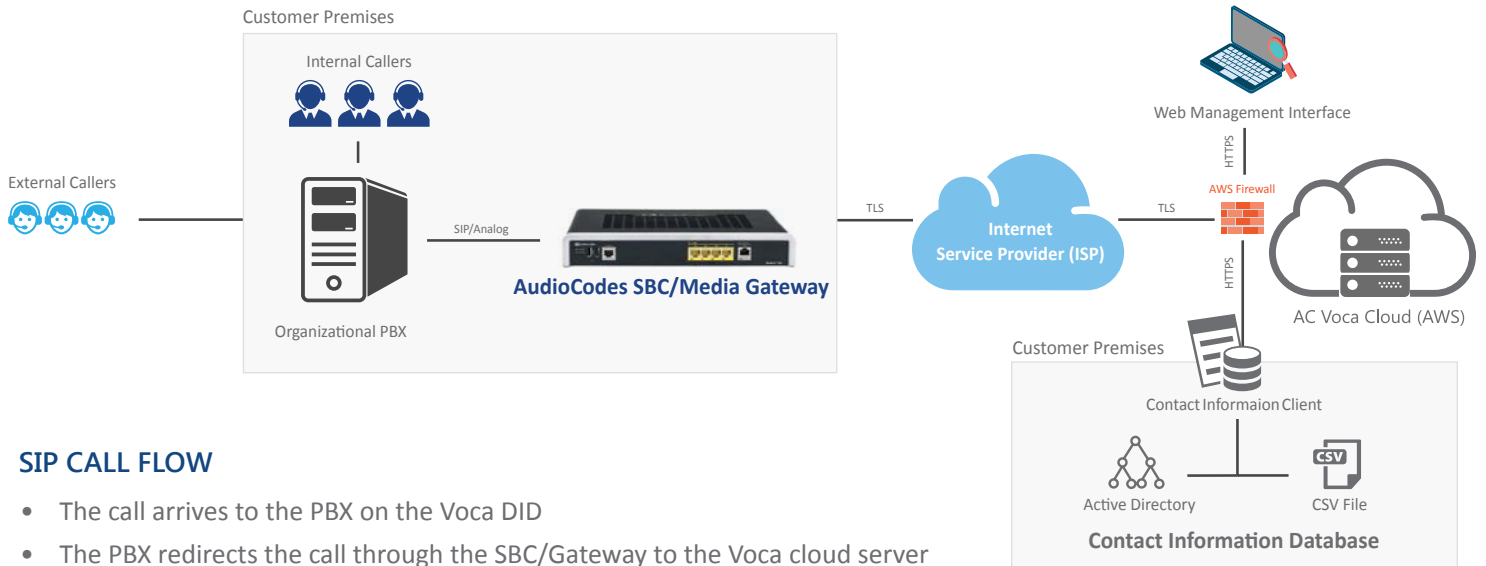 Customer Premises
Internal Callers
External Callers
SIP/Analog
AudioCodes SBC/Media Gateway
Organizational PBX
TLS
Internet
Service Provider (ISP)
TLS
Web Management Interface
HTTPS
AWS Firewall
HTTPS
AC Voca Cloud (AWS)
Customer Premises
Contact Informaion Client
Active Directory
CSV
CSV File
Contact Information Database
SIP CALL FLOW
• The call arrives to the PBX on the Voca DID
• The PBX redirects the call through the SBC/Gateway to the Voca cloud server